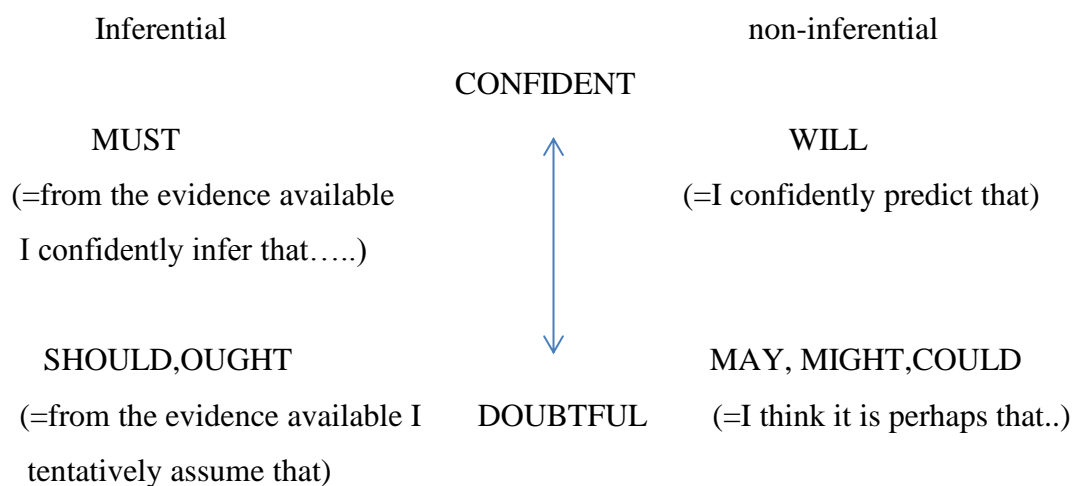 Inferential non-inferential
CONFIDENT
MUST WILL
(=from the evidence available (=I confidently predict that)
I confidently infer that…..)
SHOULD,OUGHT MAY, MIGHT,COULD
(=from the evidence available I DOUBTFUL (=I think it is perhaps that..)
tentatively assume that)